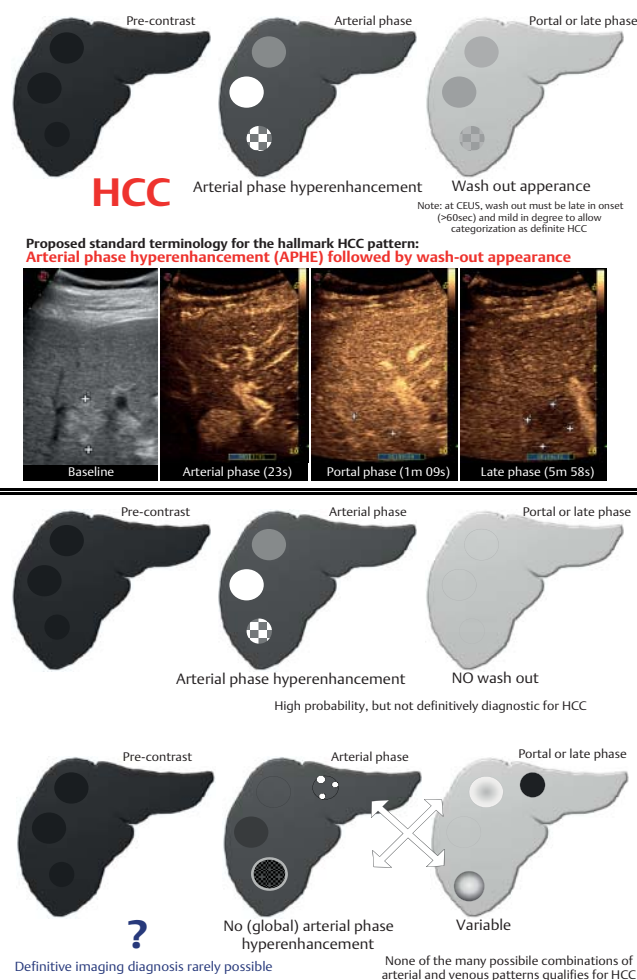 Pre-contrast
Arterial phase
Portal or late phase
HCC
Arterial phase hyperenhancement
Wash out apperance
Note: at CEUS, wash out must be late in onset
(>60sec) and mild in degree to allow
categorization as definite HCC
Proposed standard terminology for the hallmark HCC pattern:
Arterial phase hyperenhancement (APHE) followed by wash-out appearance
Baseline
Arterial phase (23s)
Portal phase (1m 09s)
Late phase (5m 58s)
Pre-contrast
Arterial phase
Portal or late phase
Arterial phase hyperenhancement
NO wash out
High probability, but not definitively diagnostic for HCC
Pre-contrast
Arterial phase
Portal or late phase
?
No (global) arterial phase
hyperenhancement
Variable
Definitive imaging diagnosis rarely possible
None of the many possibile combinations of
arterial and venous patterns qualifies for HCC